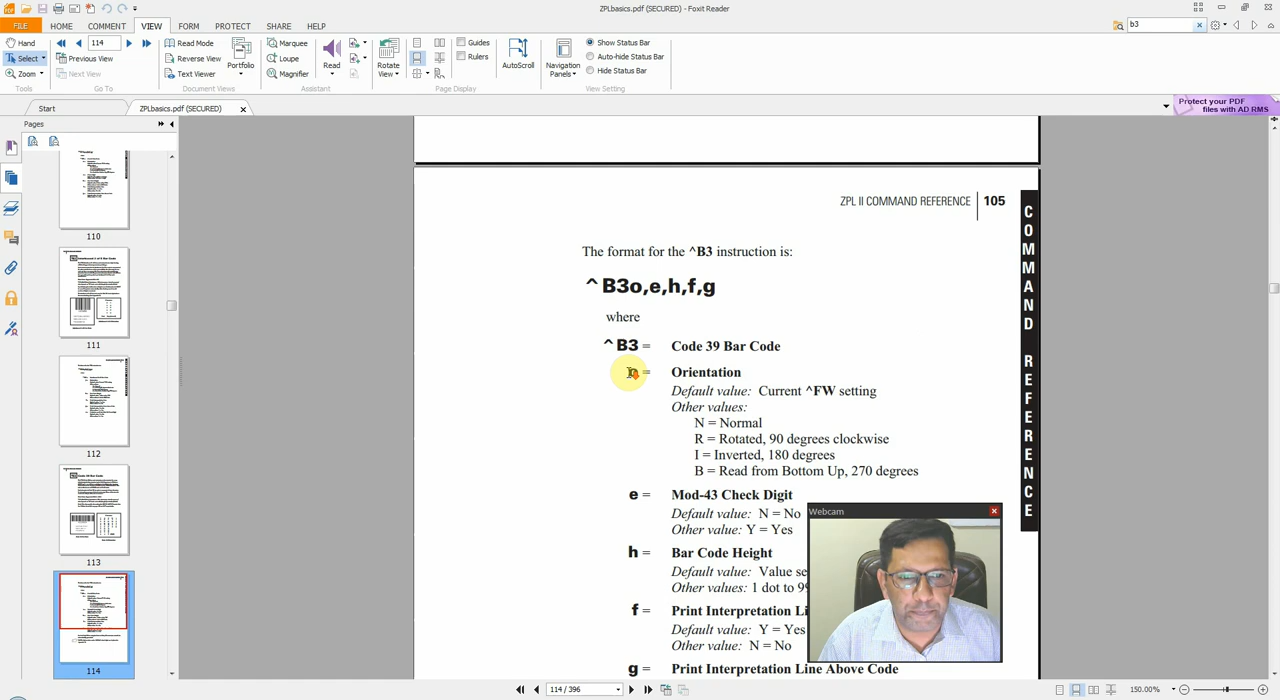 ZPLbasics.pdf (SECURED) - Foxit Reader
FILE HOME COMMENT VIEW FORM PROTECT SHARE HELP
b3
Hand
Select
Zoom
Tools
114
Previous View
Next View
Go To
Read Mode
Reverse View
Text Viewer
Document Views
Portfolio
Marquee
Loupe
Magnifier
Read
Assistant
Rotate
View
Guides
Rulers
Page Display
AutoScroll
Navigation
Panels
Show Status Bar
Auto-hide Status Bar
Hide Status Bar
View Setting
Start
ZPLbasics.pdf (SECURED)
Protect your PDF
files with AD RMS
Pages
110
111
112
113
114
ZPL II COMMAND REFERENCE 105
COMMAND REFERENCE
The format for the ^B3 instruction is:
^B3o,e,h,f,g
where
^B3 = Code 39 Bar Code
= Orientation
Default value: Current ^FW setting
Other values:
N = Normal
R = Rotated, 90 degrees clockwise
I = Inverted, 180 degrees
B = Read from Bottom Up, 270 degrees
e = Mod-43 Check Digit
Default value: N = No
Other value: Y = Yes
h = Bar Code Height
Default value: Value
Other values: 1 dot to
f = Print Interpretation
Default value: Y = Yes
Other value: N = No
g = Print Interpretation Line Above Code
Webcam
114 / 396
150.00%